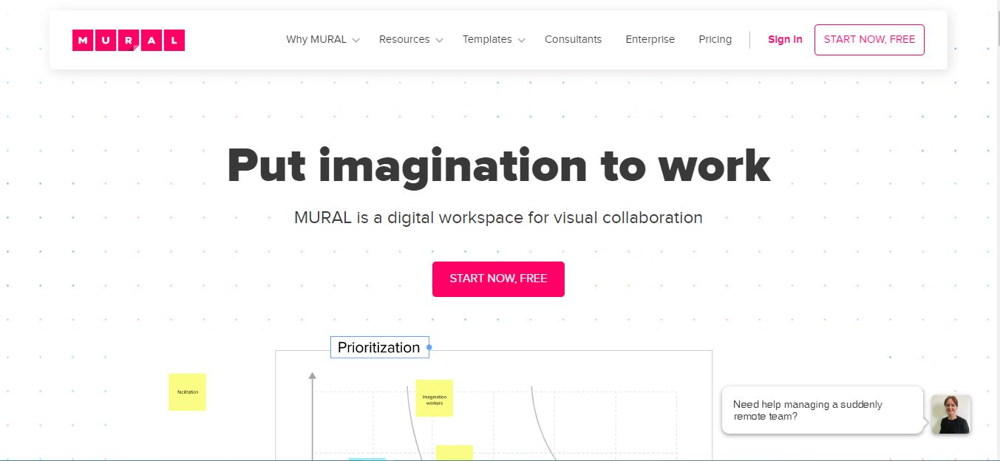 MURAL
Why MURAL Resources Templates Consultants Enterprise Pricing Sign In START NOW, FREE
Put imagination to work
MURAL is a digital workspace for visual collaboration
START NOW, FREE
Prioritization
facilitation
imagination
workers
Need help managing a suddenly
remote team?